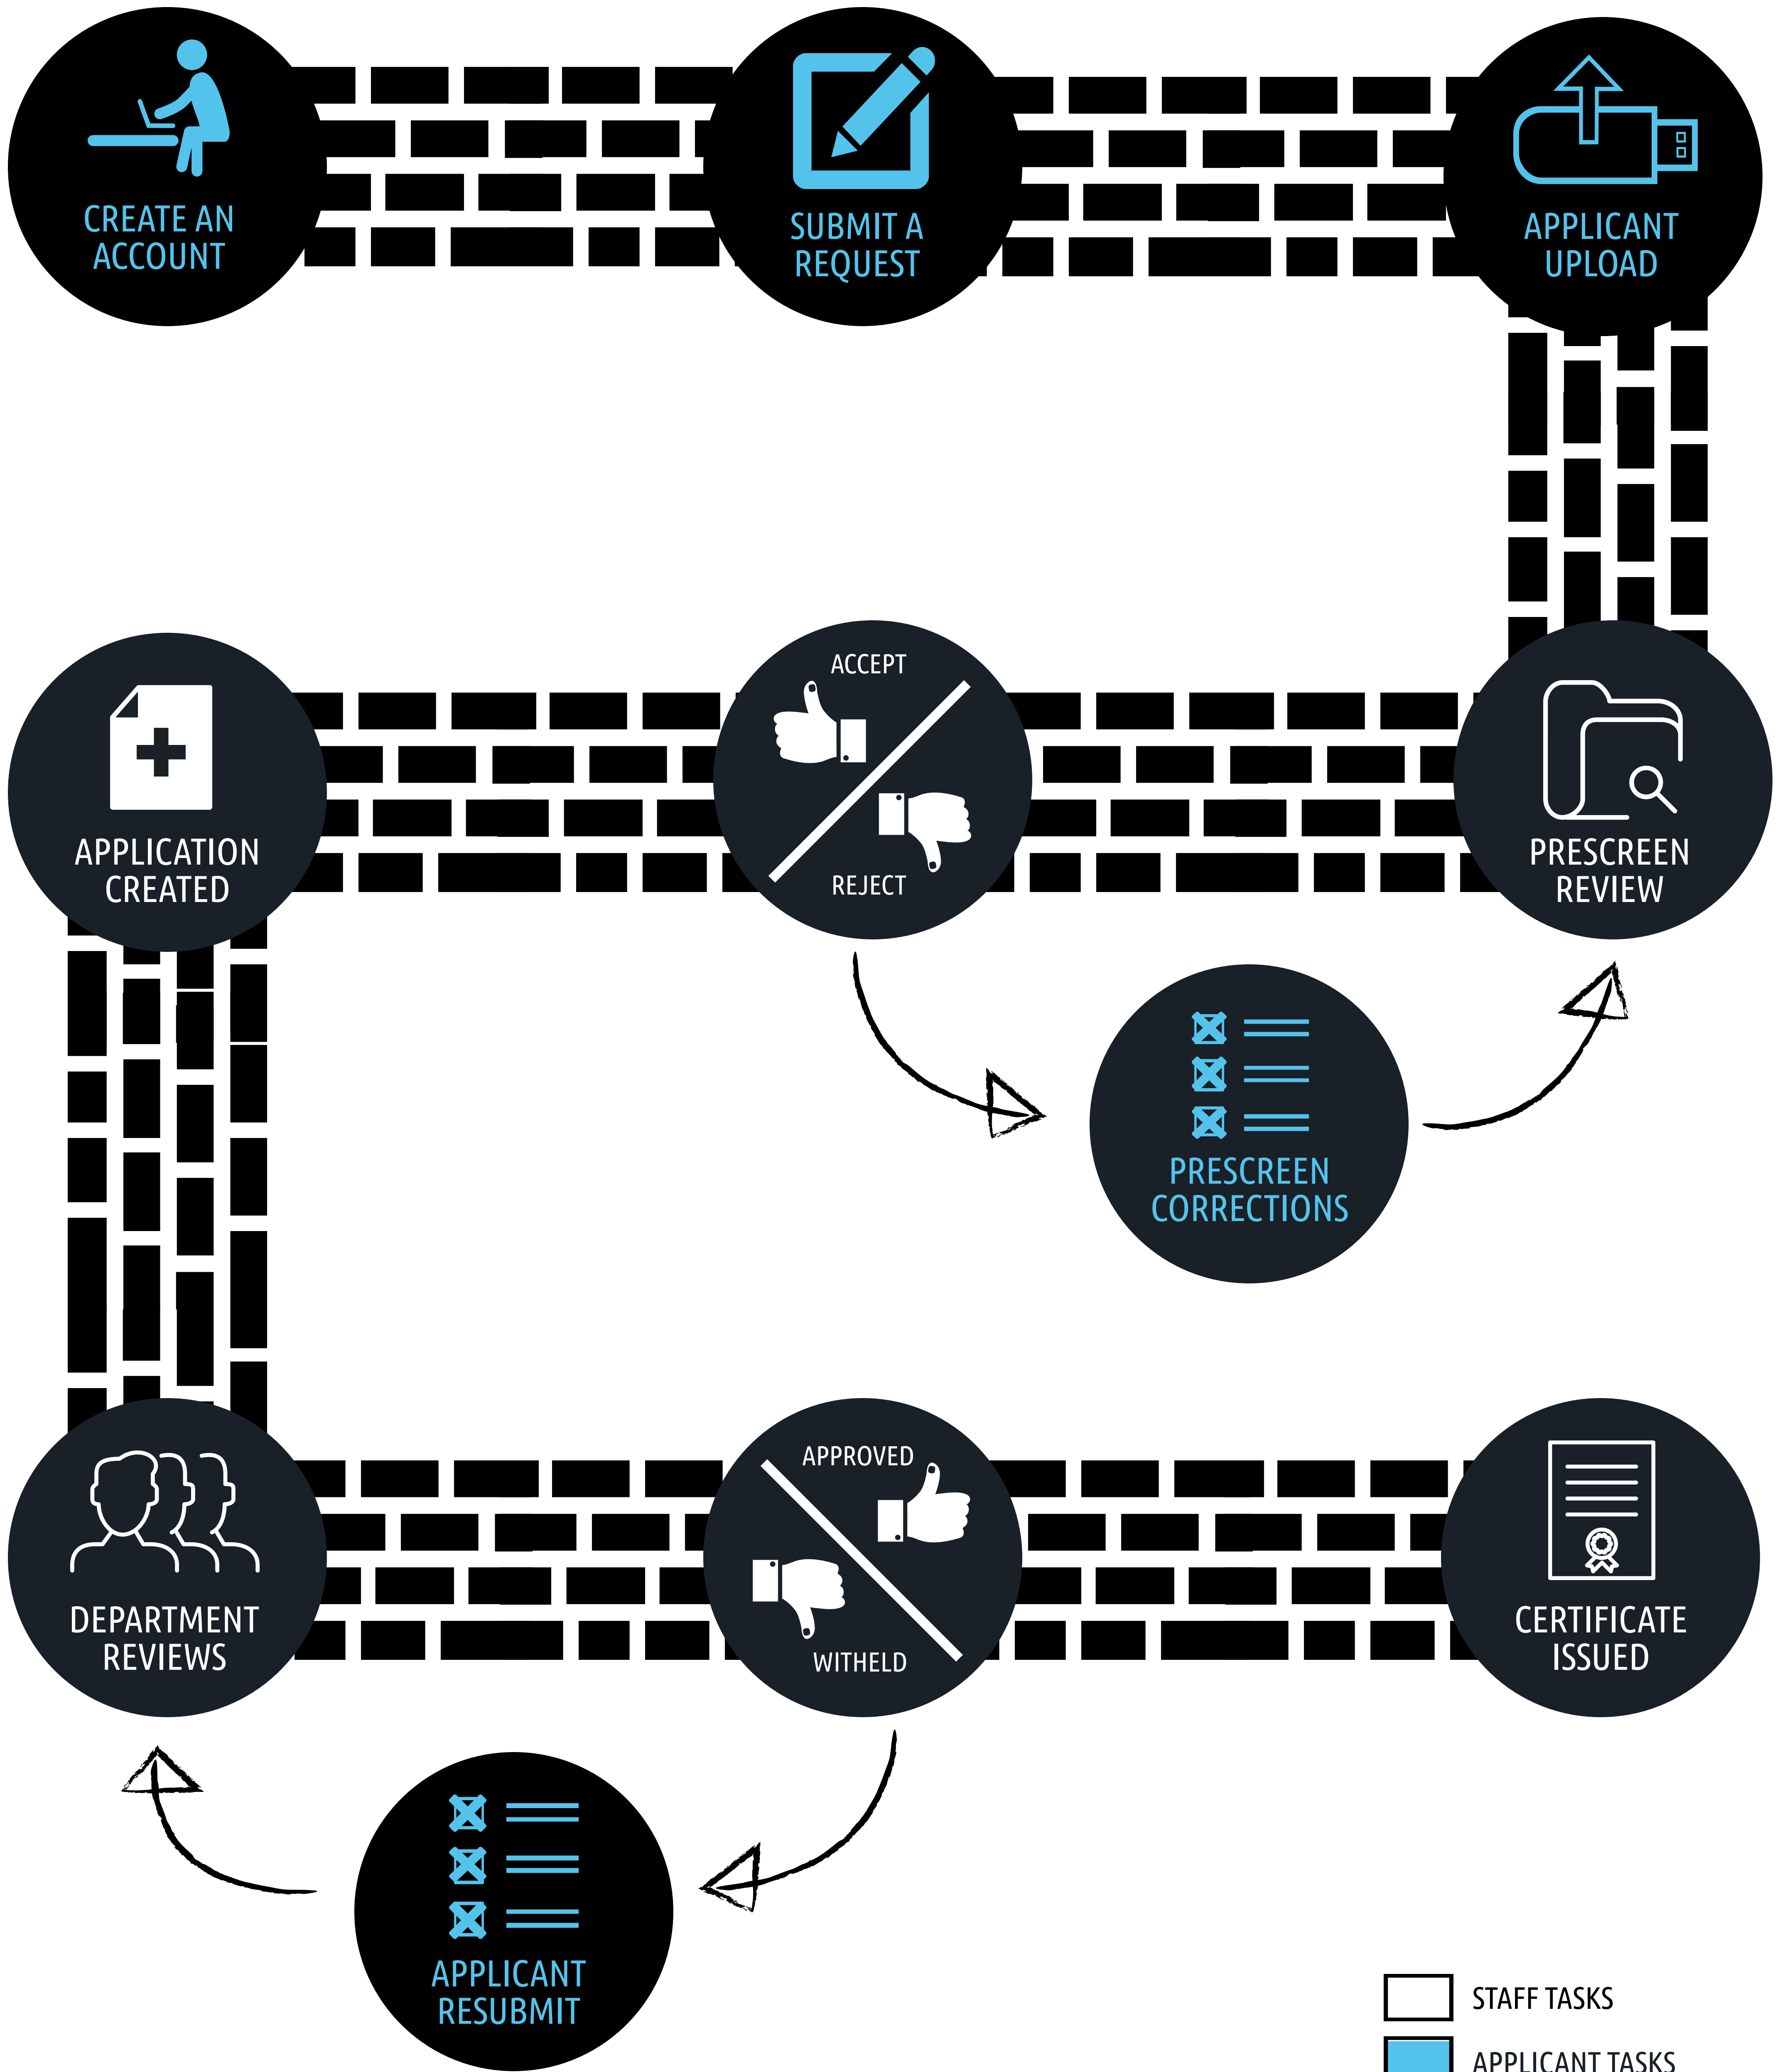 CREATE AN
ACCOUNT
SUBMIT A
REQUEST
APPLICANT
UPLOAD
PRESCREEN
REVIEW
ACCEPT
REJECT
APPLICATION
CREATED
PRESCREEN
CORRECTIONS
DEPARTMENT
REVIEWS
APPROVED
WITHELD
CERTIFICATE
ISSUED
APPLICANT
RESUBMIT
STAFF TASKS
APPLICANT TASKS